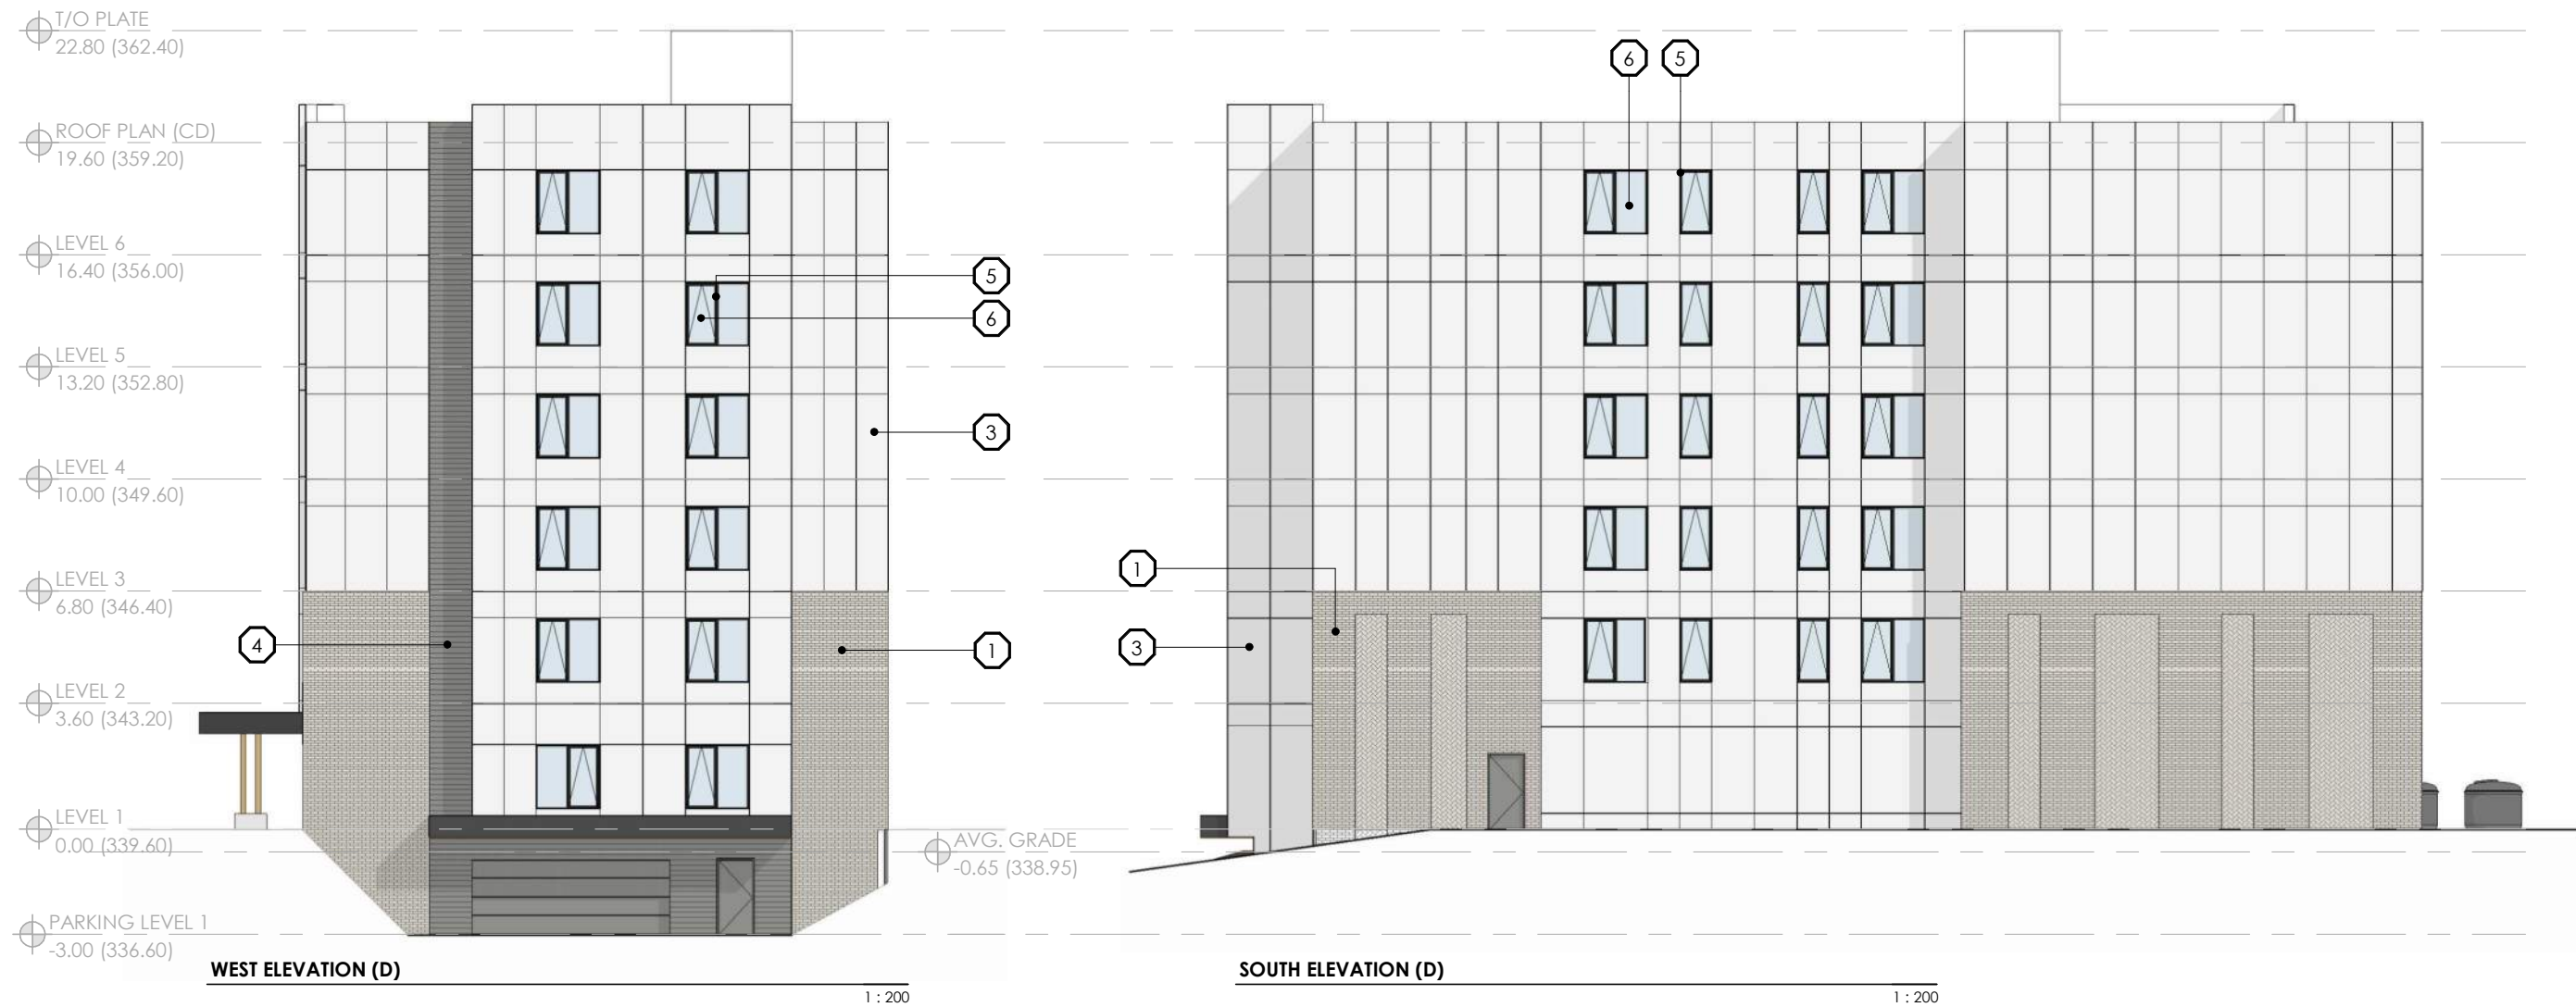 T/O PLATE
22.80 (362.40)
6
5
ROOF PLAN (CD)
19.60 (359.20)
LEVEL 6
16.40 (356.00)
5
6
LEVEL 5
13.20 (352.80)
3
LEVEL 4
10.00 (349.60)
1
LEVEL 3
6.80 (346.40)
4
1
3
LEVEL 2
3.60 (343.20)
LEVEL 1
0.00 (339.60)
AVG. GRADE
-0.65 (338.95)
PARKING LEVEL 1
-3.00 (336.60)
WEST ELEVATION (D)
1 : 200
SOUTH ELEVATION (D)
1 : 200